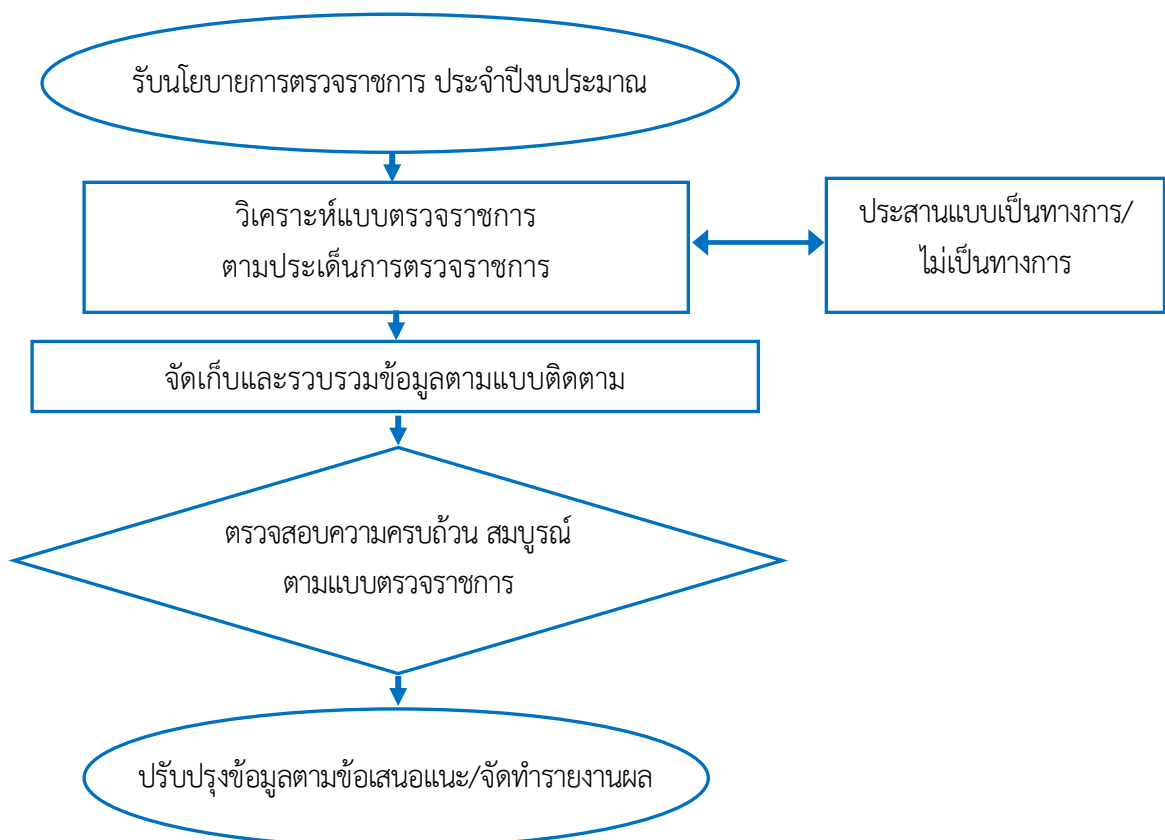 รับนโยบายการตรวจราชการ ประจำปีงบประมาณ
วิเคราะห์แบบตรวจราชการ
ตามประเด็นการตรวจราชการ
ประสานแบบเป็นทางการ/
ไม่เป็นทางการ
จัดเก็บและรวบรวมข้อมูลตามแบบติดตาม
ตรวจสอบความครบถ้วน สมบูรณ์
ตามแบบตรวจราชการ
ปรับปรุงข้อมูลตามข้อเสนอแนะ/จัดทำรายงานผล